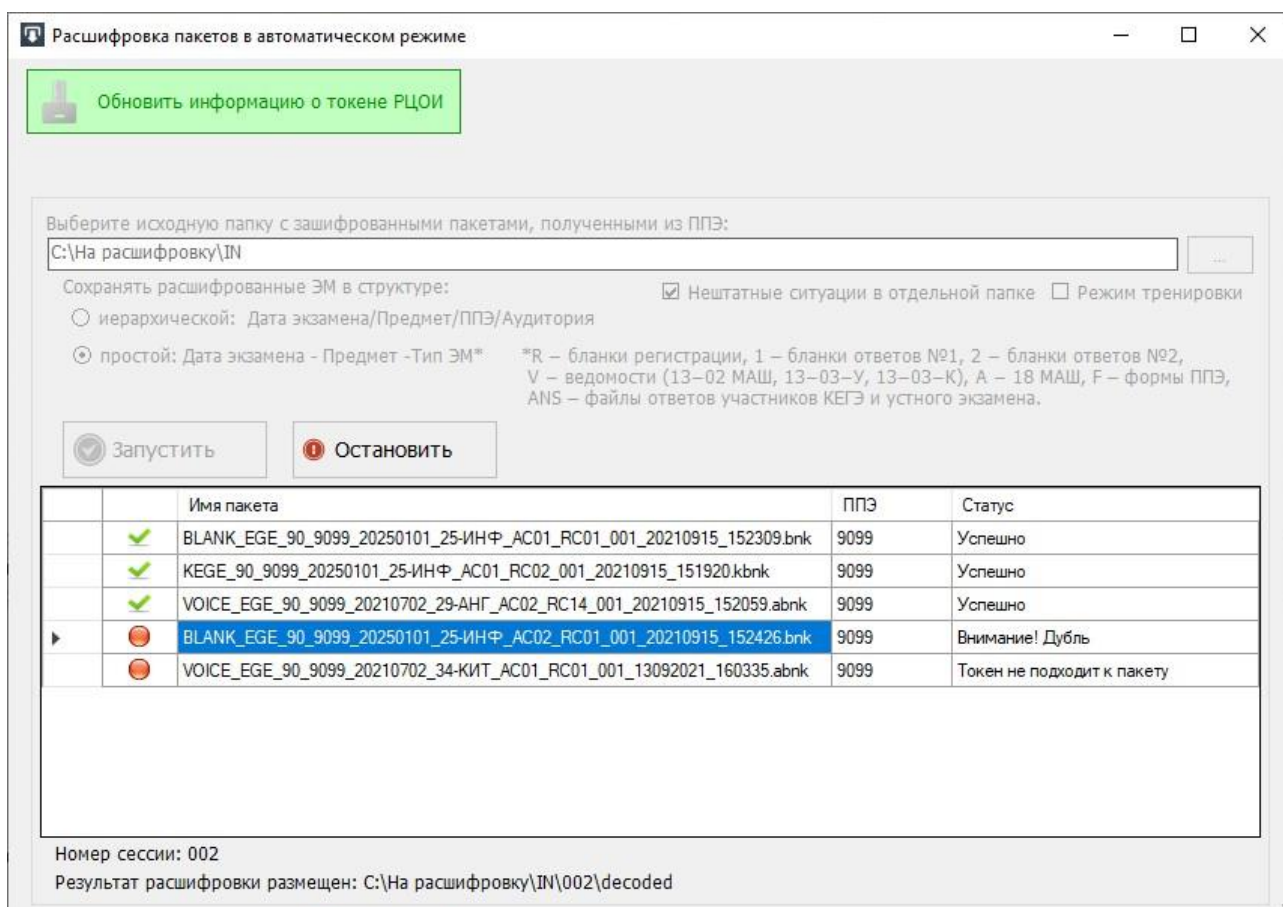 Расшифровка пакетов в автоматическом режиме
Обновить информацию о токене РЦОИ
Выберите исходную папку с зашифрованными пакетами, полученными из ППЭ:
C:\На расшифровку\IN
...
Сохранять расшифрованные ЭМ в структуре:
Нештатные ситуации в отдельной папке
Режим тренировки
иерархической: Дата экзамена/Предмет/ППЭ/Аудитория
простой: Дата экзамена - Предмет -Тип ЭМ*
*R – бланки регистрации, 1 – бланки ответов №1, 2 – бланки ответов №2,
V – ведомости (13–02 МАШ, 13–03–У, 13–03–К), А – 18 МАШ, F – формы ППЭ,
ANS – файлы ответов участников КЕГЭ и устного экзамена.
Запустить
Остановить
Имя пакета ППЭ Статус
BLANK_EGE_90_9099_20250101_25-ИНФ_AC01_RC01_001_20210915_152309.bnk 9099 Успешно
KEGE_90_9099_20250101_25-ИНФ_AC01_RC02_001_20210915_151920.kbnk 9099 Успешно
VOICE_EGE_90_9099_20210702_29-АНГ_AC02_RC14_001_20210915_152059.abnk 9099 Успешно
BLANK_EGE_90_9099_20250101_25-ИНФ_AC02_RC01_001_20210915_152426.bnk 9099 Внимание! Дубль
VOICE_EGE_90_9099_20210702_34-КИТ_AC01_RC01_001_13092021_160335.abnk 9099 Токен не подходит к пакету
Номер сессии: 002
Результат расшифровки размещен: C:\На расшифровку\IN\002\decoded